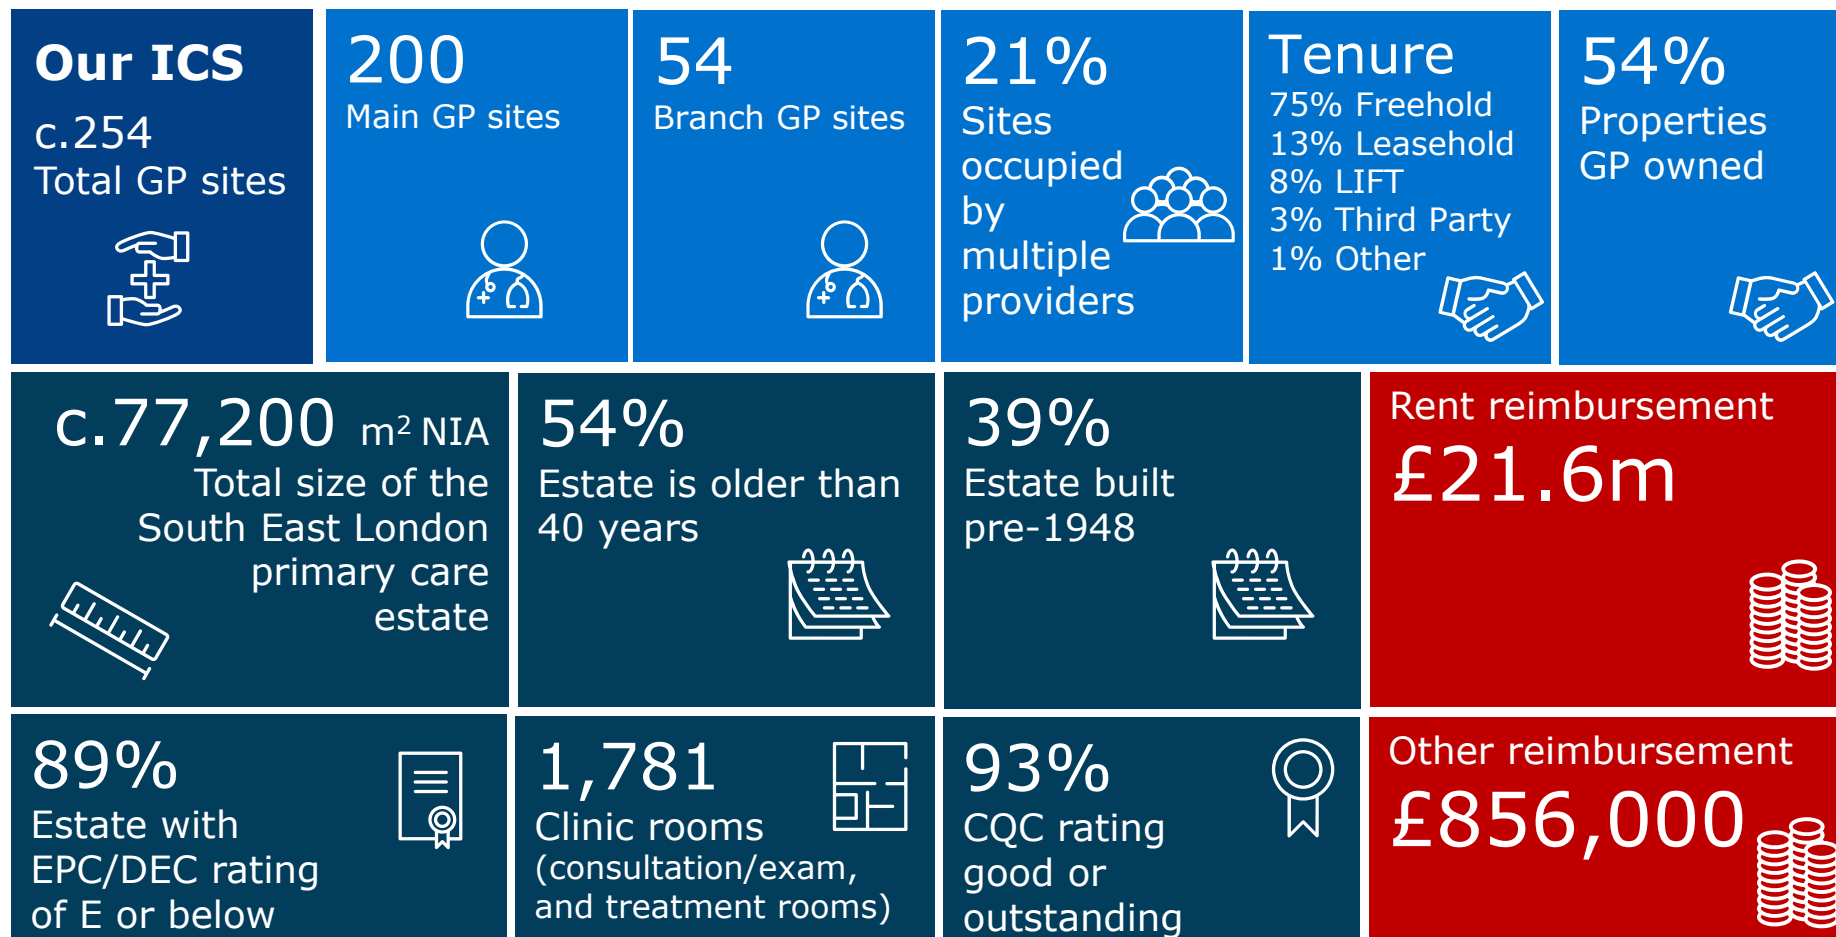 Our ICS
c.254
Total GP sites
200
Main GP sites
54
Branch GP sites
21%
Sites
occupied
by
multiple
providers
Tenure
75% Freehold
13% Leasehold
8% LIFT
3% Third Party
1% Other
54%
Properties
GP owned
c.77,200 m² NIA
Total size of the
South East London
primary care
estate
54%
Estate is older than
40 years
39%
Estate built
pre-1948
Rent reimbursement
£21.6m
89%
Estate with
EPC/DEC rating
of E or below
1,781
Clinic rooms
(consultation/exam,
and treatment rooms)
93%
CQC rating
good or
outstanding
Other reimbursement
£856,000